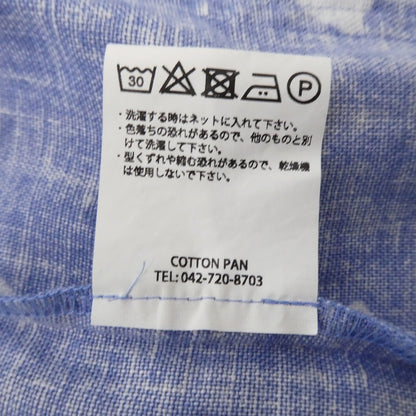 30 P
・洗濯する時はネットに入れて下さい。
・色落ちの恐れがあるので、他のものと別
けて洗濯して下さい。
・型くずれや縮む恐れがあるので、乾燥機
は使用しないで下さい。
COTTON PAN
TEL: 042-720-8703